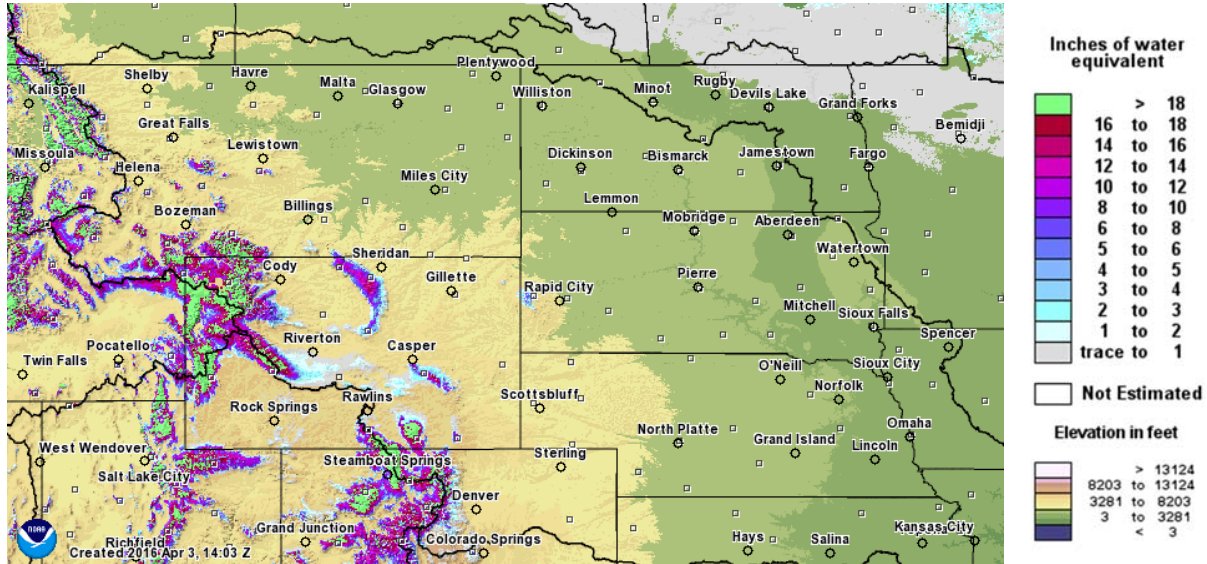 Plentywood
Shelby
Havre
Kalispell
Malta
Glasgow
Williston
Minot
Rugby
Devils Lake
Grand Forks
Great Falls
Bemidji
Lewistown
Missoula
Helena
Dickinson
Bismarck
Jamestown
Fargo
Miles City
Lemmon
Bozeman
Billings
Mobridge
Aberdeen
Watertown
Cody
Sheridan
Gillette
Rapid City
Pierre
Mitchell
Sioux Falls
Pocatello
Riverton
Casper
Spencer
Twin Falls
O'Neill
Sioux City
Rock Springs
Rawlins
Scottsbluff
Norfolk
North Platte
Grand Island
Omaha
Lincoln
West Wendover
Salt Lake City
Steamboat Springs
Sterling
Denver
Grand Junction
Colorado Springs
Richfield
Hays
Salina
Kansas City
NOAA
Created 2016 Apr 3, 14:03 Z
Inches of water
equivalent
> 18
16 to 18
14 to 16
12 to 14
10 to 12
8 to 10
6 to 8
5 to 6
4 to 5
3 to 4
2 to 3
1 to 2
trace to 1
Not Estimated
Elevation in feet
> 13124
8203 to 13124
3281 to 8203
3 to 3281
< 3